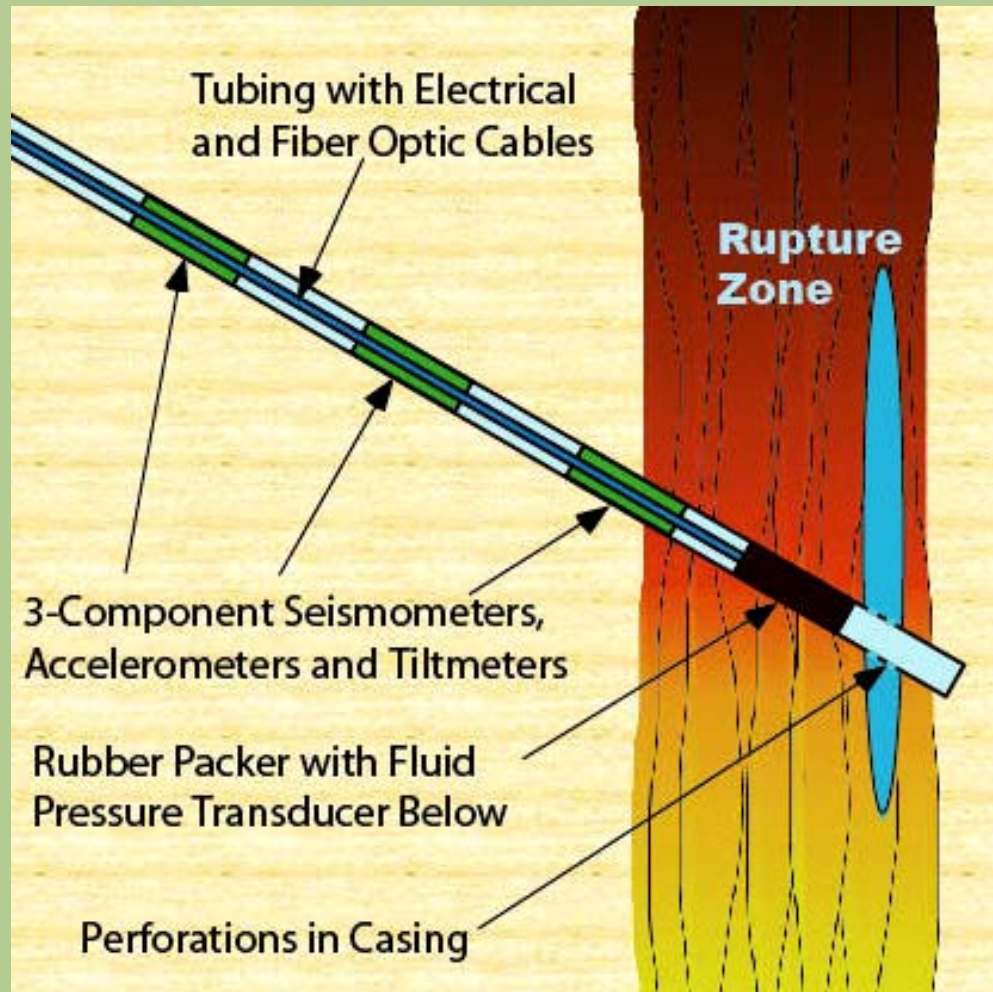 Tubing with Electrical
and Fiber Optic Cables
Rupture
Zone
3-Component Seismometers,
Accelerometers and Tiltmeters
Rubber Packer with Fluid
Pressure Transducer Below
Perforations in Casing